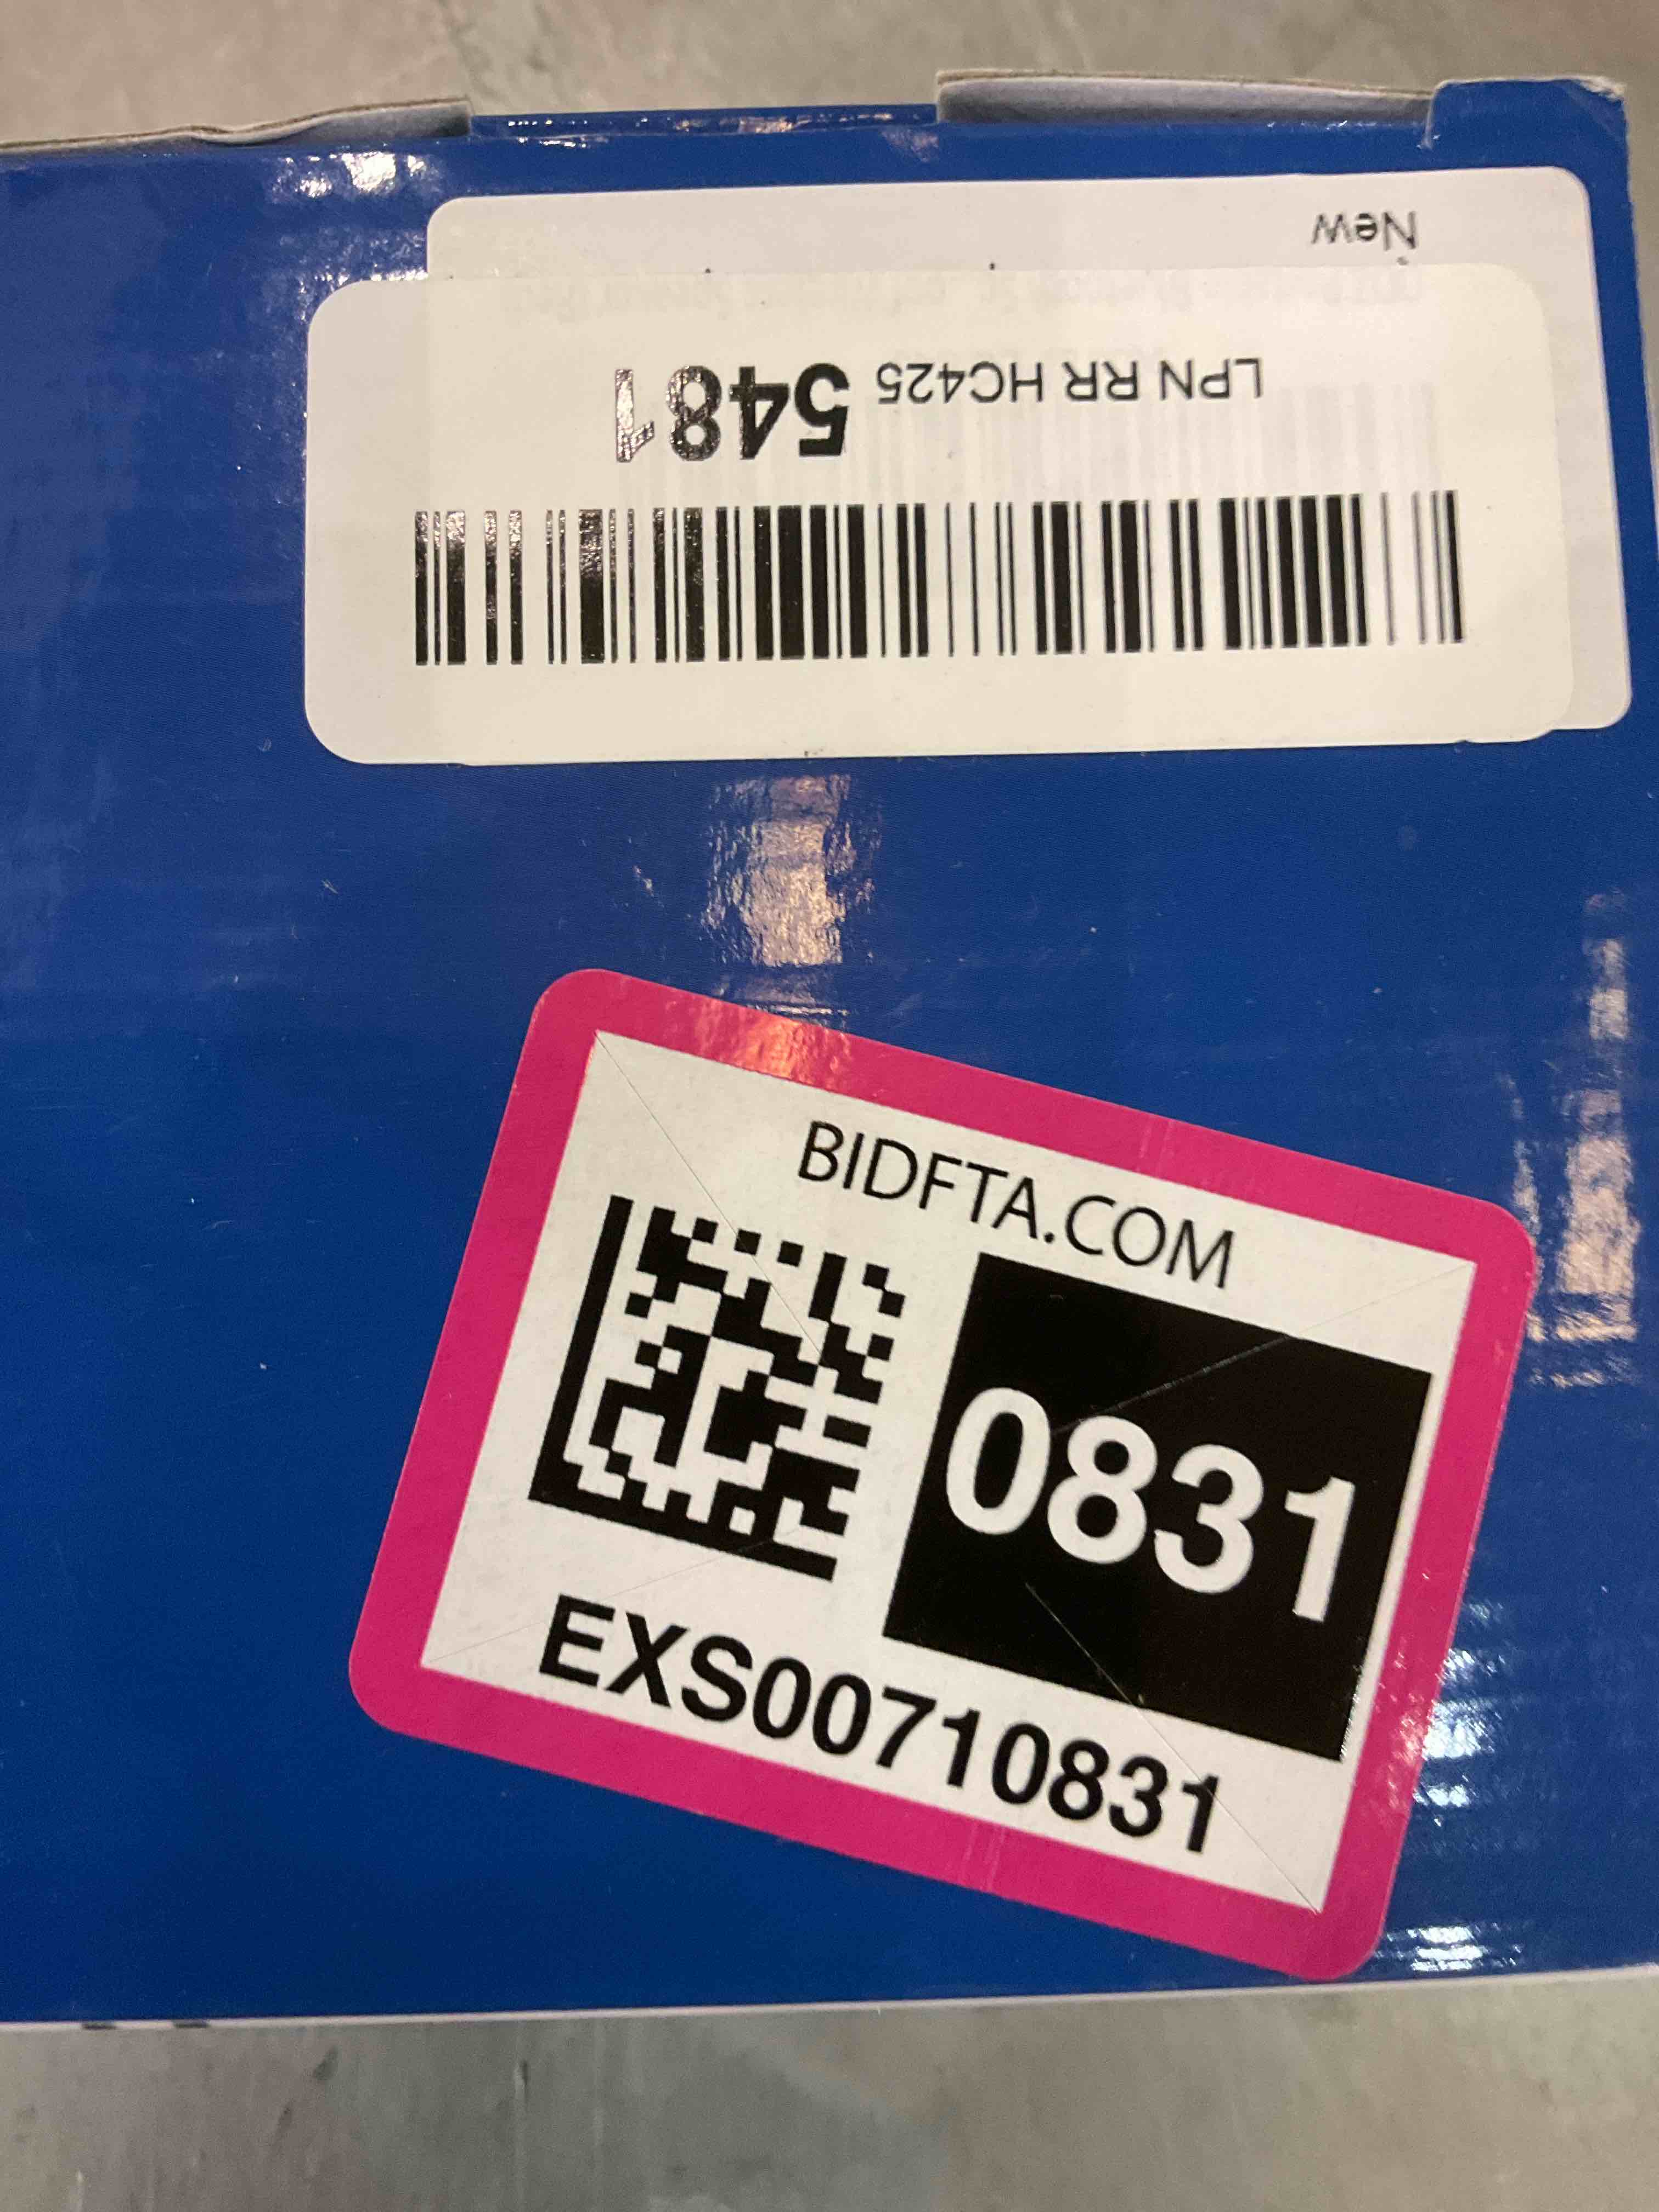 New
LPN RR HC425 5481
BIDFTA.COM
0831
EXS00710831